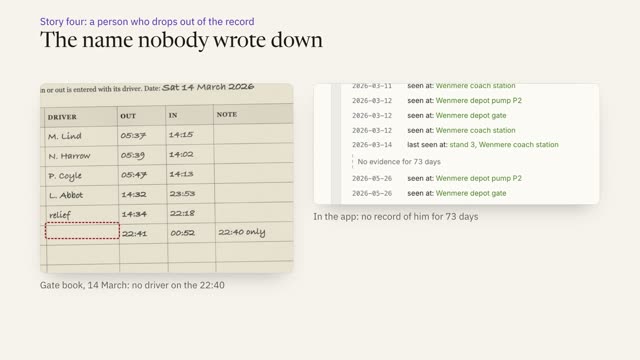 Story four: a person who drops out of the record
The name nobody wrote down
n or out is entered with its driver. Date: Sat 14 March 2026
DRIVER OUT IN NOTE
M. Lind 05:37 14:15
N. Harrow 05:39 14:02
P. Coyle 05:47 14:13
L. Abbot 14:32 23:53
relief 14:34 22:18
22:41 00:52 22:40 only
Gate book, 14 March: no driver on the 22:40
2026-03-11 seen at: Wenmere coach station
2026-03-12 seen at: Wenmere depot pump P2
2026-03-12 seen at: Wenmere depot gate
2026-03-12 seen at: Wenmere coach station
2026-03-14 last seen at: stand 3, Wenmere coach station
No evidence for 73 days
2026-05-26 seen at: Wenmere depot pump P2
2026-05-26 seen at: Wenmere depot gate
In the app: no record of him for 73 days